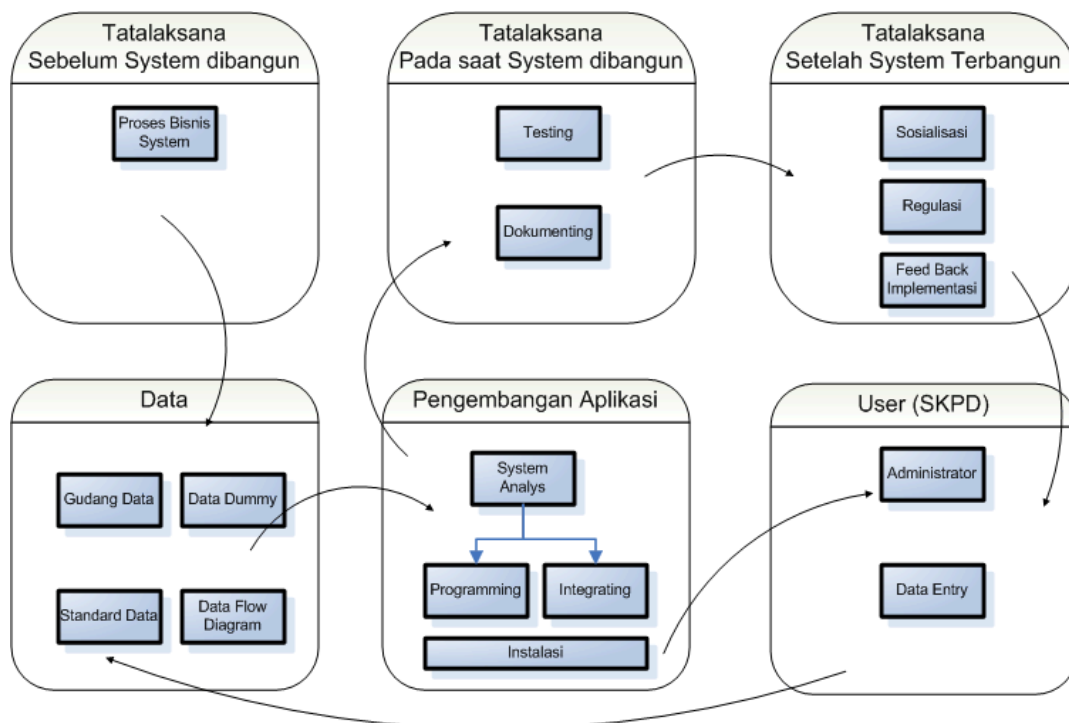 Tatalaksana
Sebelum System dibangun
Proses Bisnis
System
Tatalaksana
Pada saat System dibangun
Testing
Dokumenting
Tatalaksana
Setelah System Terbangun
Sosialisasi
Regulasi
Feed Back
Implementasi
Data
Gudang Data
Data Dummy
Standard Data
Data Flow
Diagram
Pengembangan Aplikasi
System
Analys
Programming
Integrating
Instalasi
User (SKPD)
Administrator
Data Entry